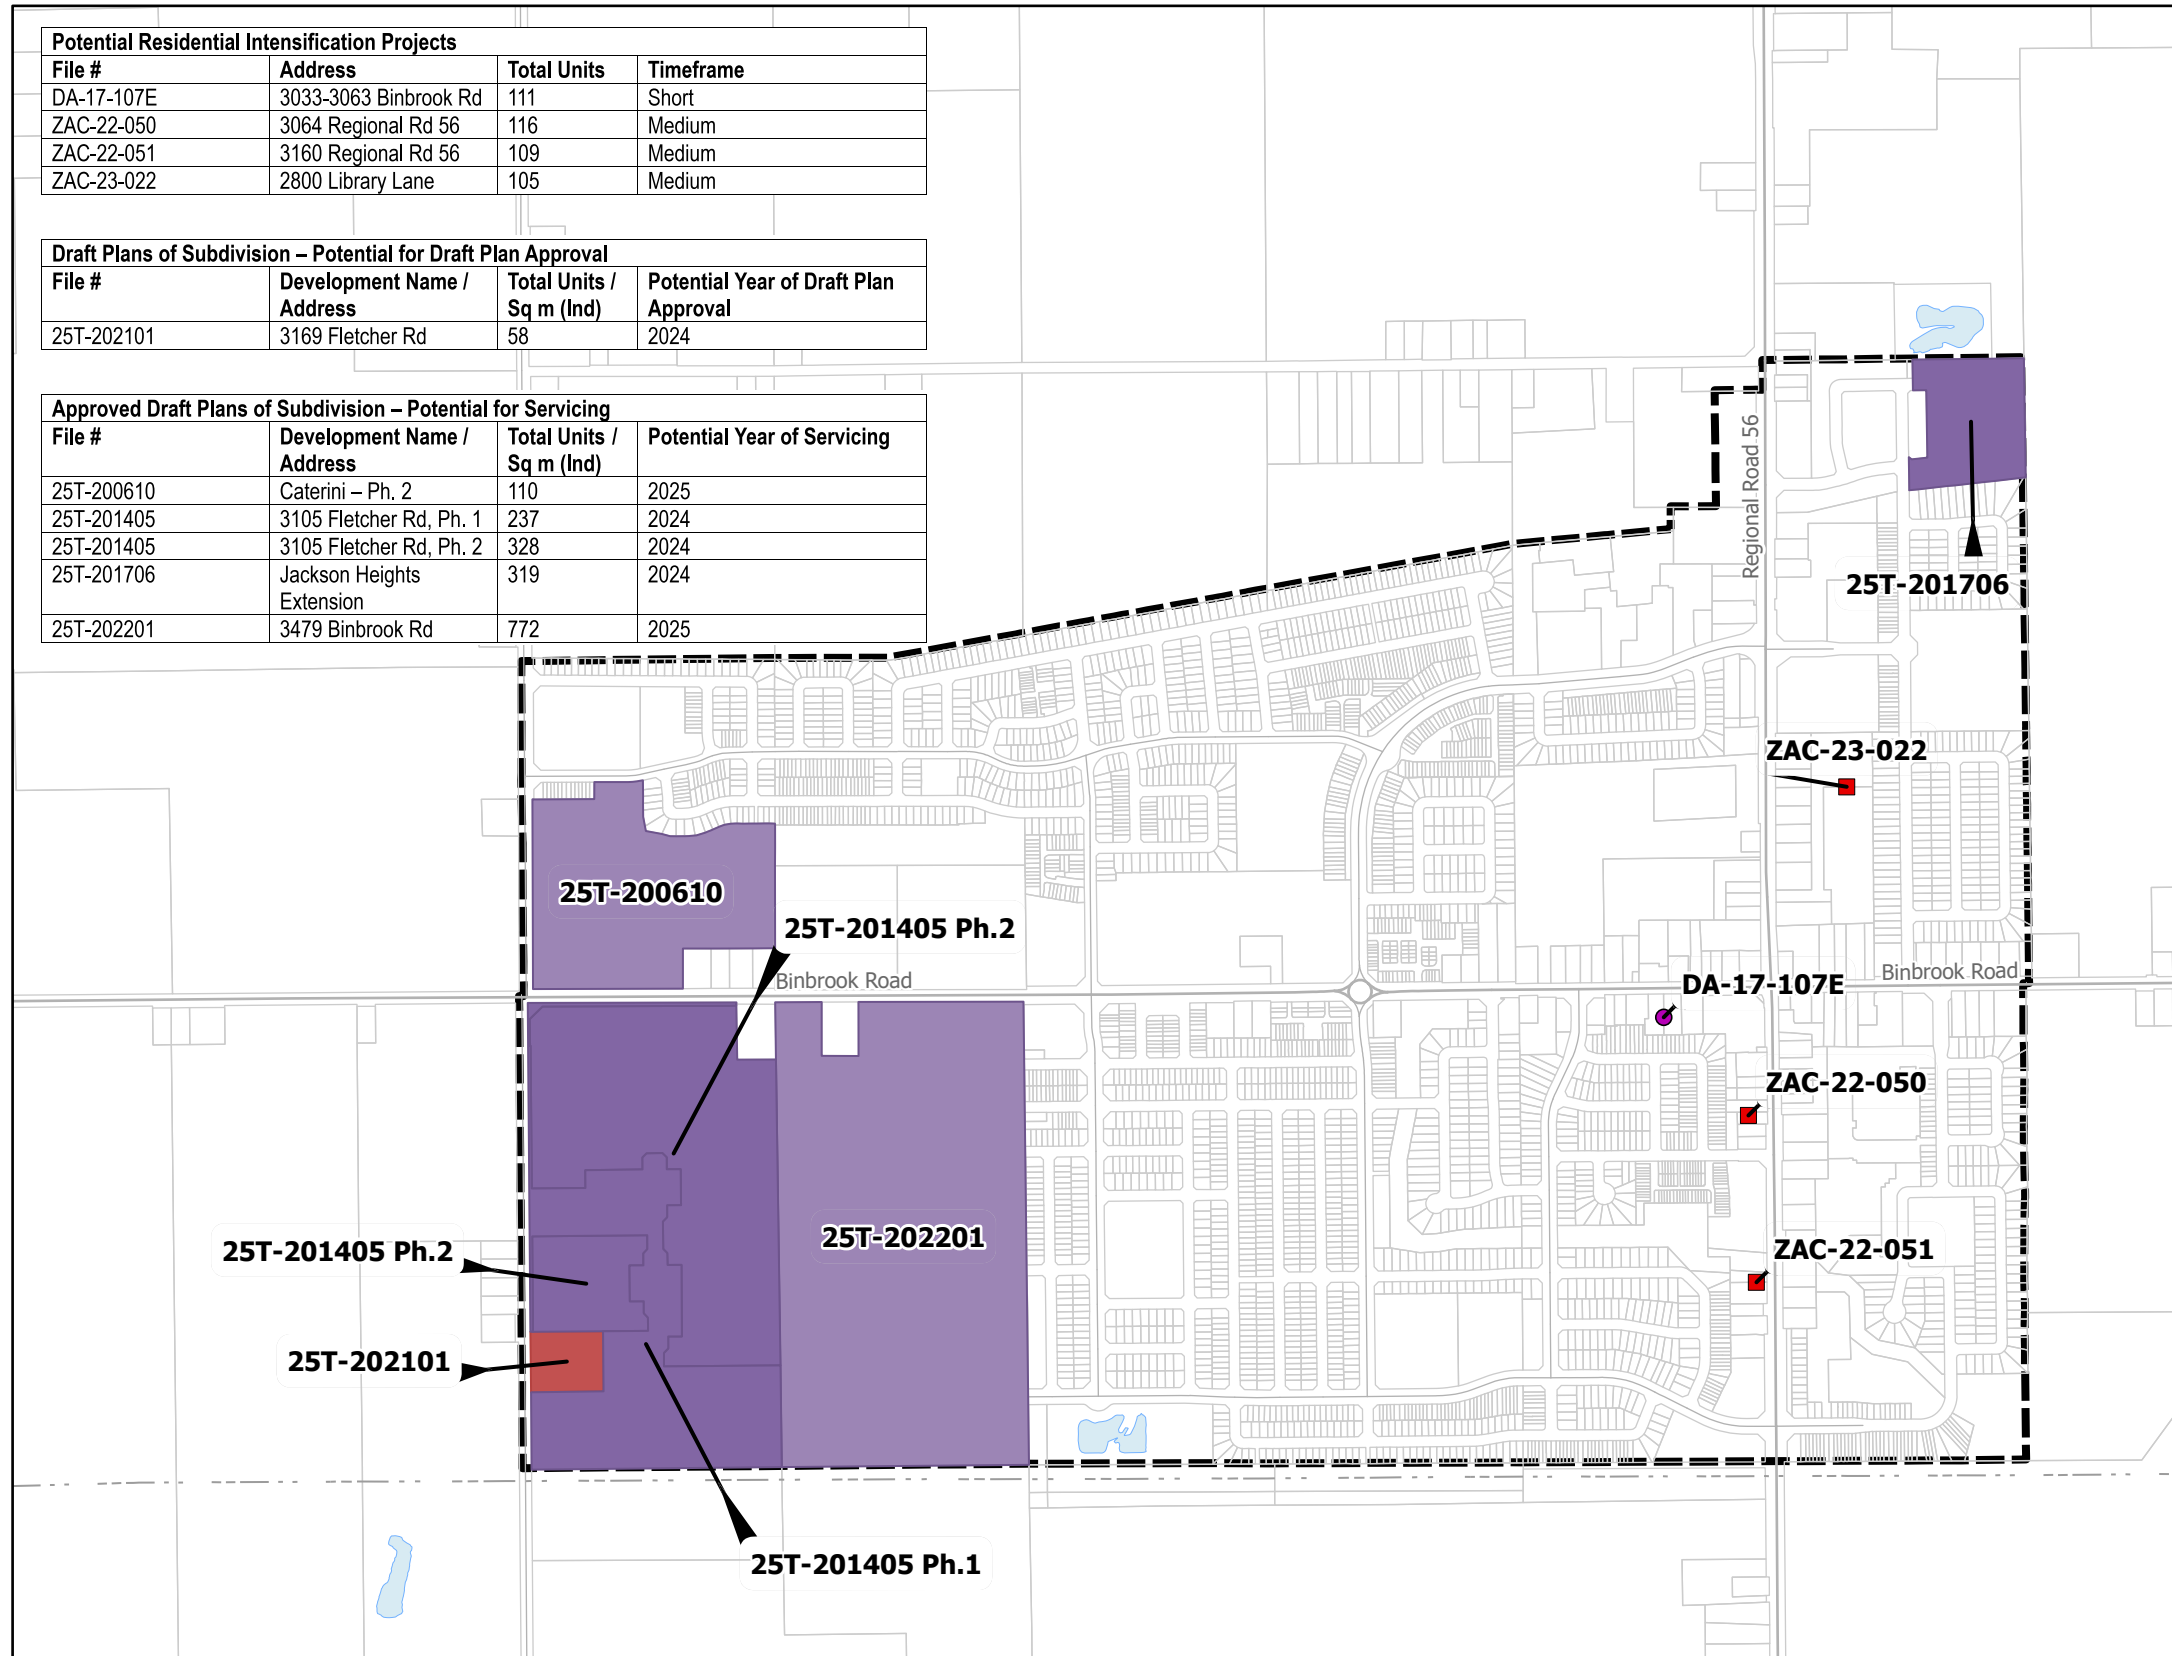 Potential Residential Intensification Projects
File # Address Total Units Timeframe
DA-17-107E 3033-3063 Binbrook Rd 111 Short
ZAC-22-050 3064 Regional Rd 56 116 Medium
ZAC-22-051 3160 Regional Rd 56 109 Medium
ZAC-23-022 2800 Library Lane 105 Medium
Draft Plans of Subdivision – Potential for Draft Plan Approval
File # Development Name / Total Units / Potential Year of Draft Plan
Address Sq m (Ind) Approval
25T-202101 3169 Fletcher Rd 58 2024
Approved Draft Plans of Subdivision – Potential for Servicing
File # Development Name / Total Units / Potential Year of Servicing
Address Sq m (Ind)
25T-200610 Caterini – Ph. 2 110 2025
25T-201405 3105 Fletcher Rd, Ph. 1 237 2024
25T-201405 3105 Fletcher Rd, Ph. 2 328 2024
25T-201706 Jackson Heights 319 2024
Extension
25T-202201 3479 Binbrook Rd 772 2025
Regional Road 56
25T-201706
ZAC-23-022
25T-200610
25T-201405 Ph.2
Binbrook Road
Binbrook Road
DA-17-107E
ZAC-22-050
25T-202201
25T-201405 Ph.2
ZAC-22-051
25T-202101
25T-201405 Ph.1